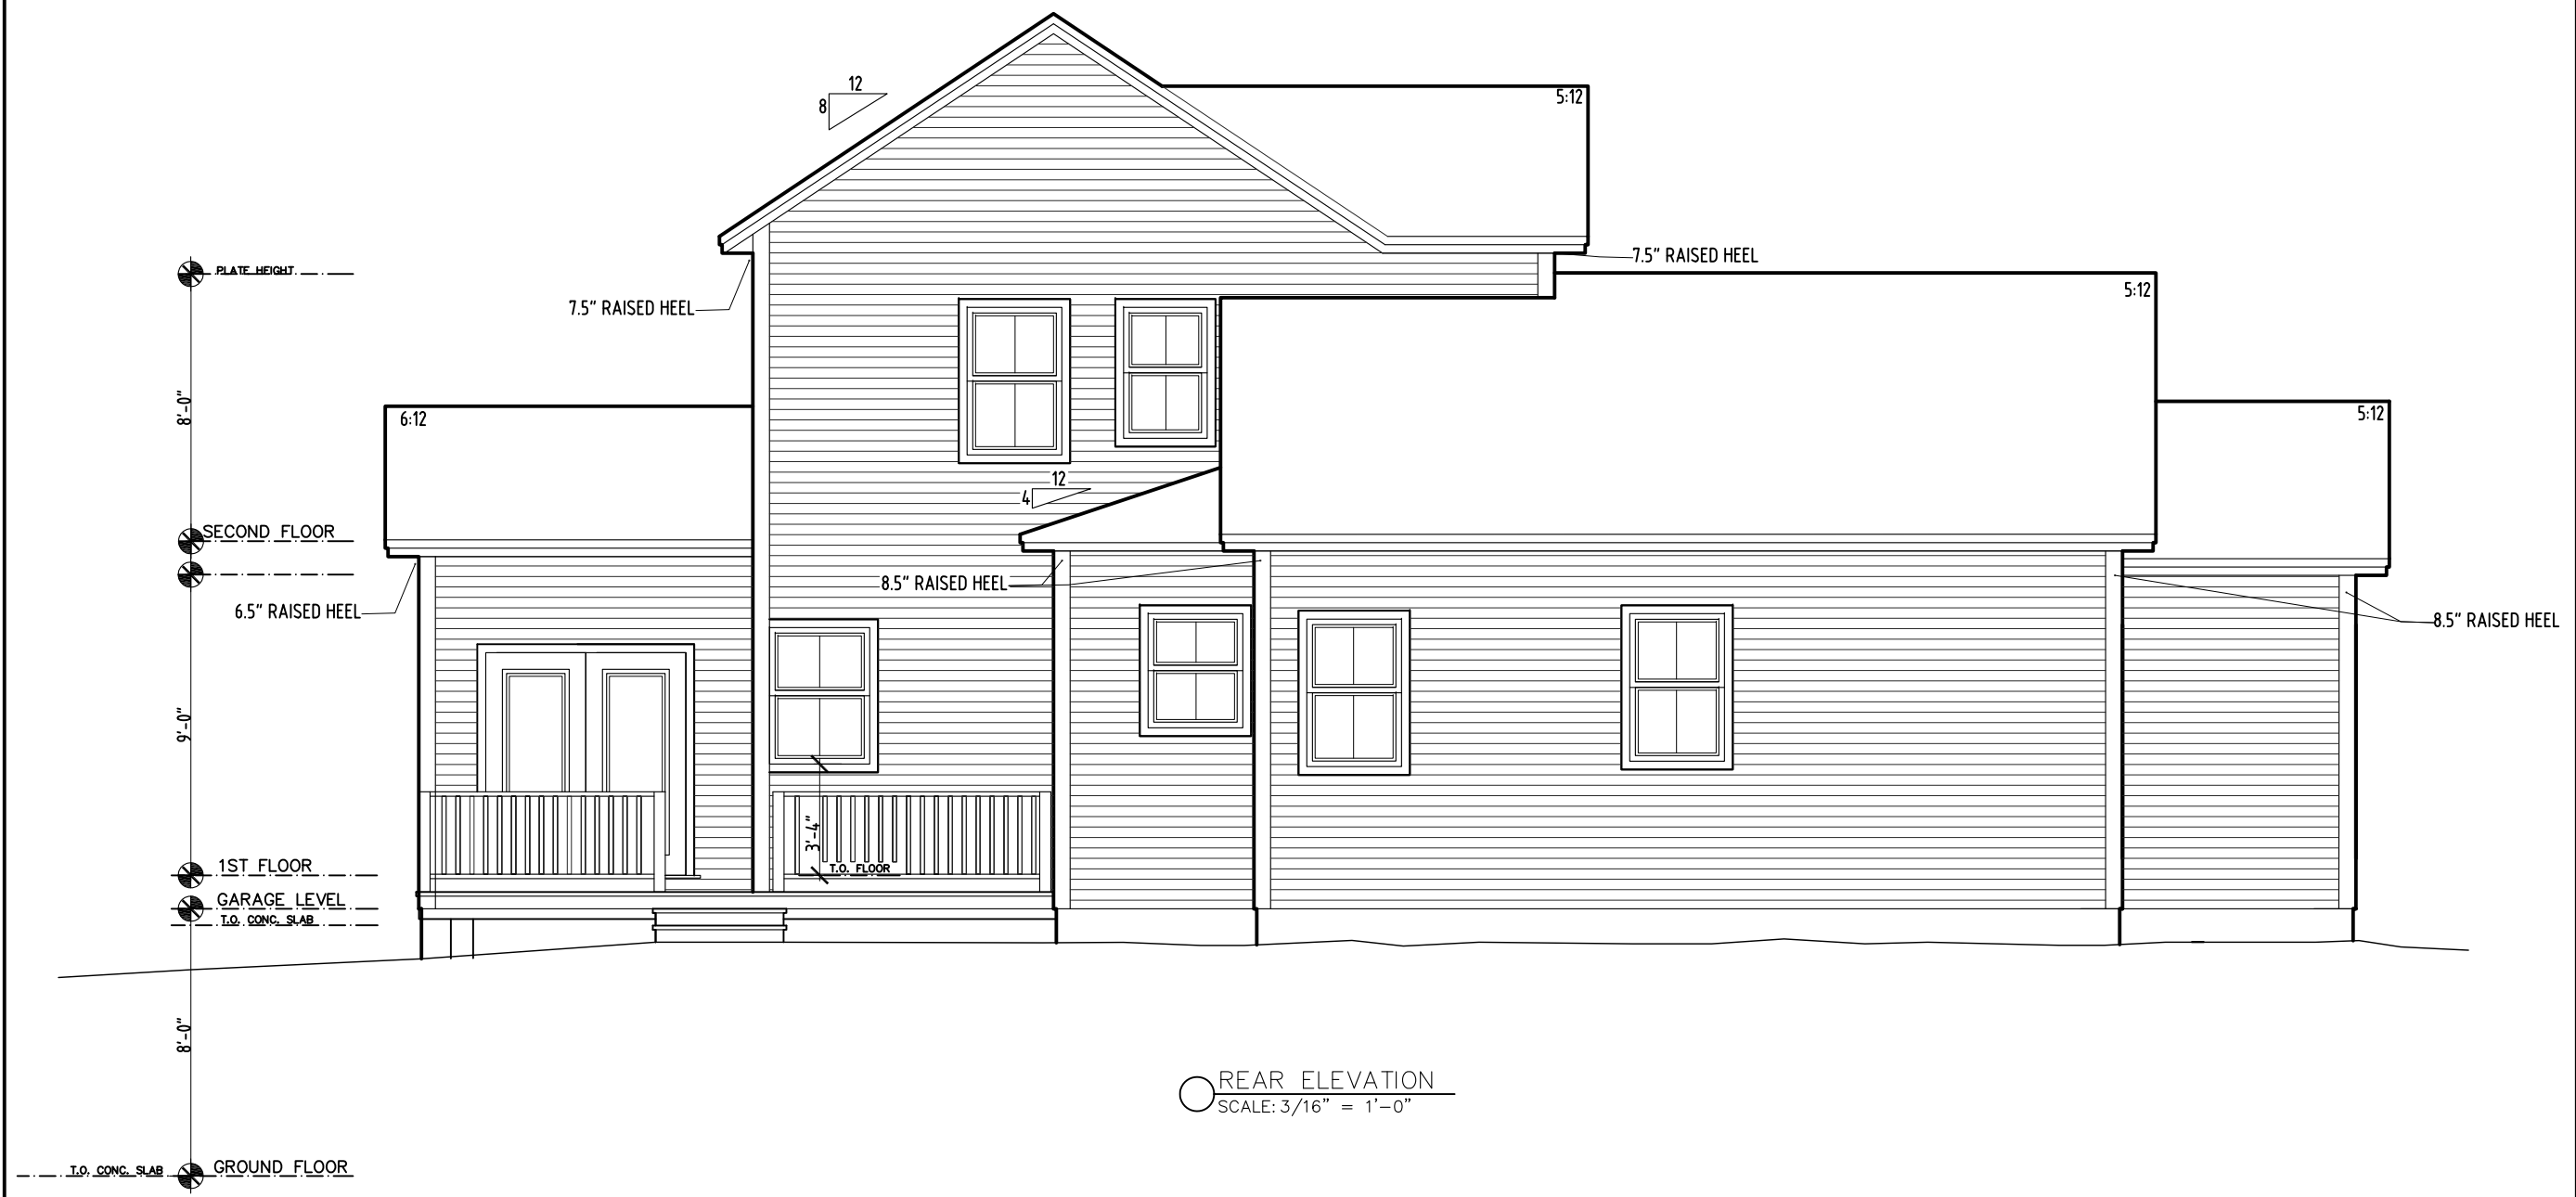 12
8
5:12
PLATE HEIGHT
7.5" RAISED HEEL
5:12
7.5" RAISED HEEL
8'-0"
6:12
5:12
12
4
SECOND FLOOR
8.5" RAISED HEEL
6.5" RAISED HEEL
8.5" RAISED HEEL
9'-0"
3'-4"
1ST FLOOR
T.O. FLOOR
GARAGE LEVEL
T.O. CONC. SLAB
8'-0"
REAR ELEVATION
SCALE: 3/16" = 1'-0"
T.O. CONC. SLAB
GROUND FLOOR